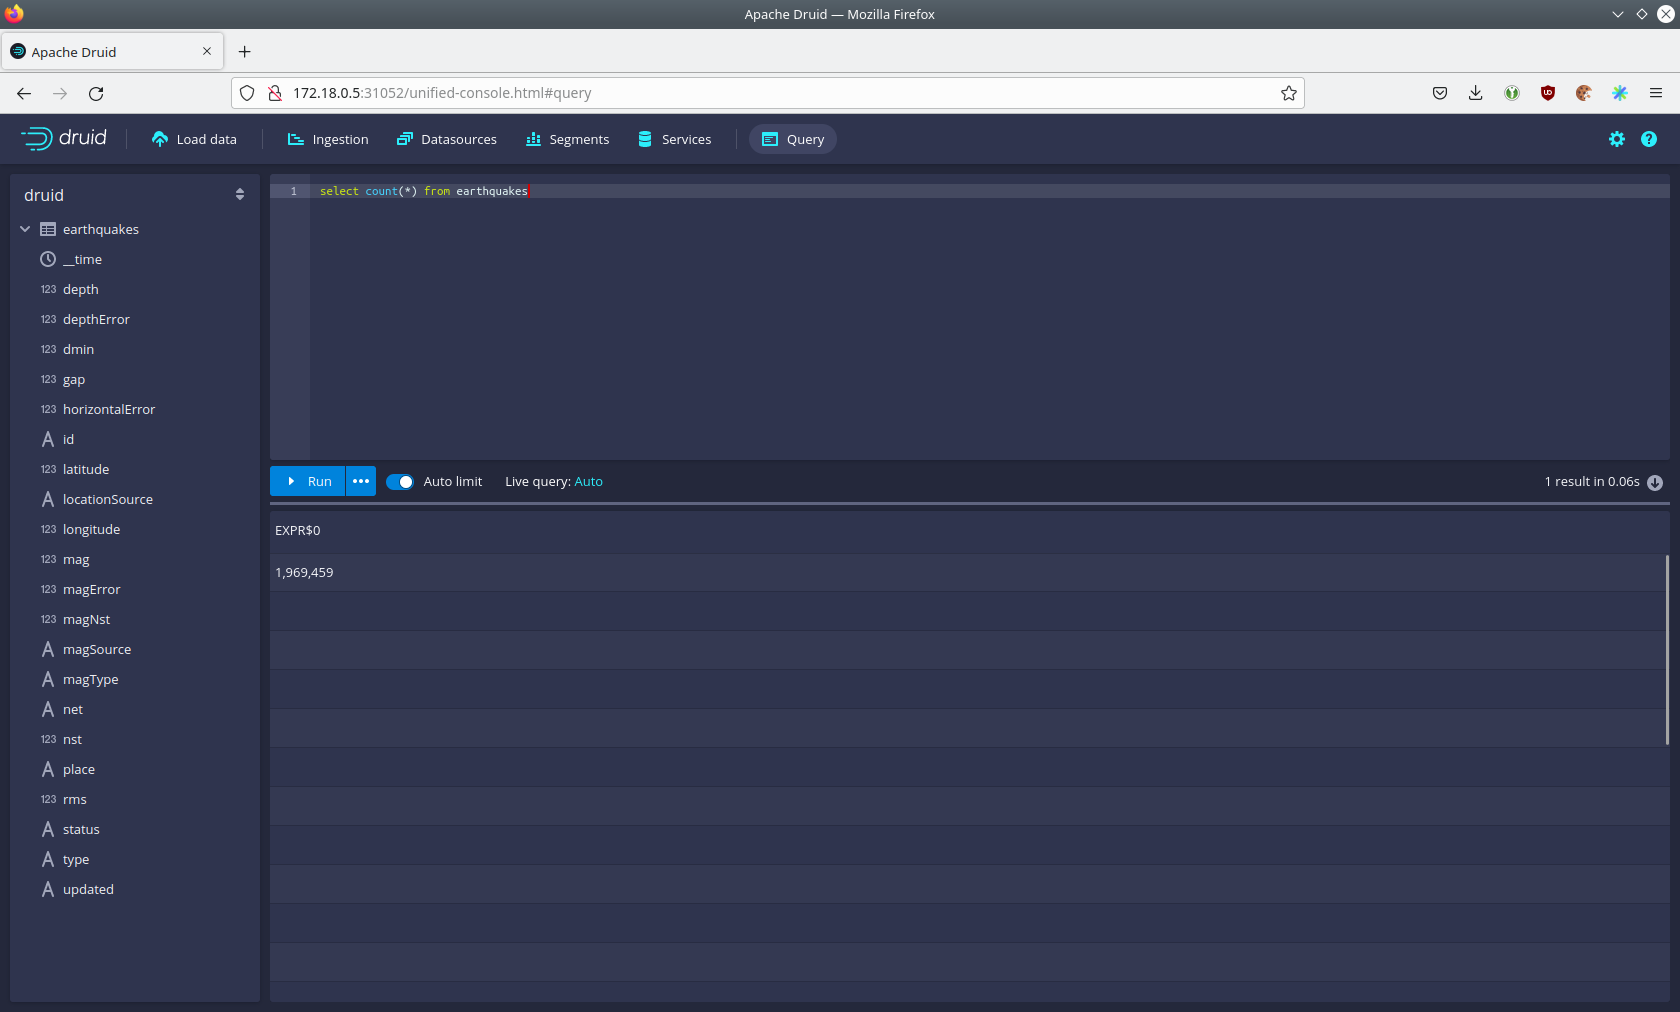 Apache Druid — Mozilla Firefox
Apache Druid
172.18.0.5:31052/unified-console.html#query
druid Load data Ingestion Datasources Segments Services Query
druid
earthquakes
__time
123 depth
123 depthError
123 dmin
123 gap
123 horizontalError
A id
123 latitude
A locationSource
123 longitude
123 mag
123 magError
123 magNst
A magSource
A magType
A net
123 nst
A place
123 rms
A status
A type
A updated
1 select count(*) from earthquakes
Run Auto limit Live query: Auto 1 result in 0.06s
EXPR$0
1,969,459